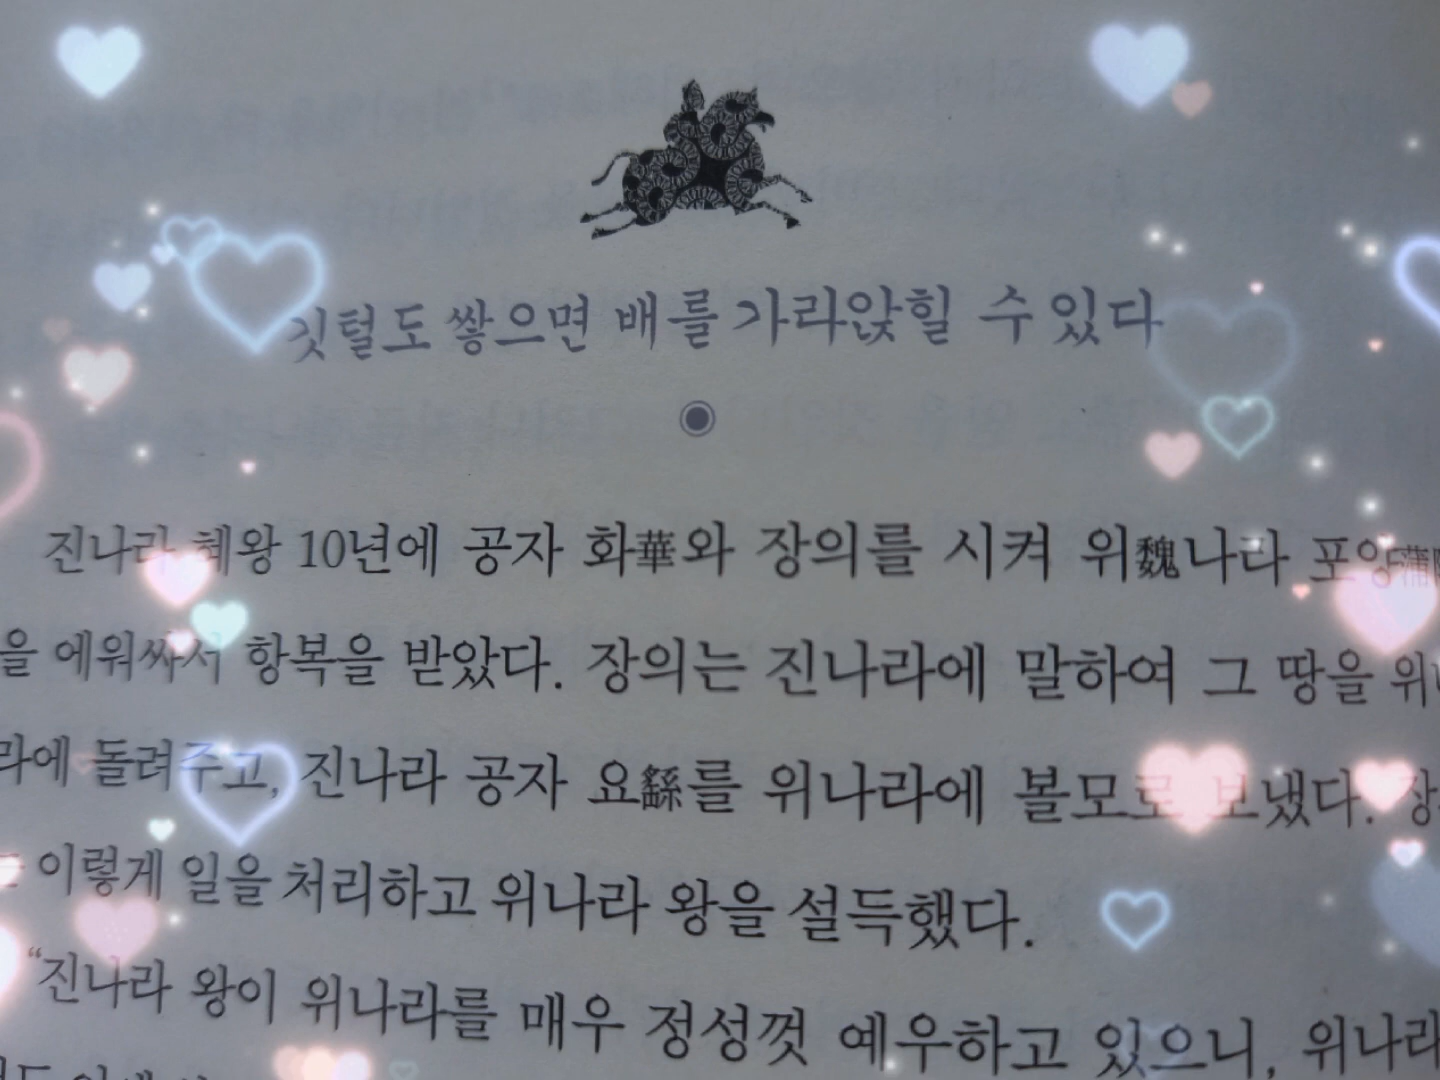 깃털도 쌓으면 배를 가라앉힐 수 있다
진나라 혜왕 10년에 공자 화華와 장의를 시켜 위魏나라 포양蒲
을 에워싸서 항복을 받았다. 장의는 진나라에 말하여 그 땅을 위
라에 돌려주고, 진나라 공자 요繇를 위나라에 볼모로 보냈다. 장
이렇게 일을 처리하고 위나라 왕을 설득했다.
“진나라 왕이 위나라를 매우 정성껏 예우하고 있으니, 위나라